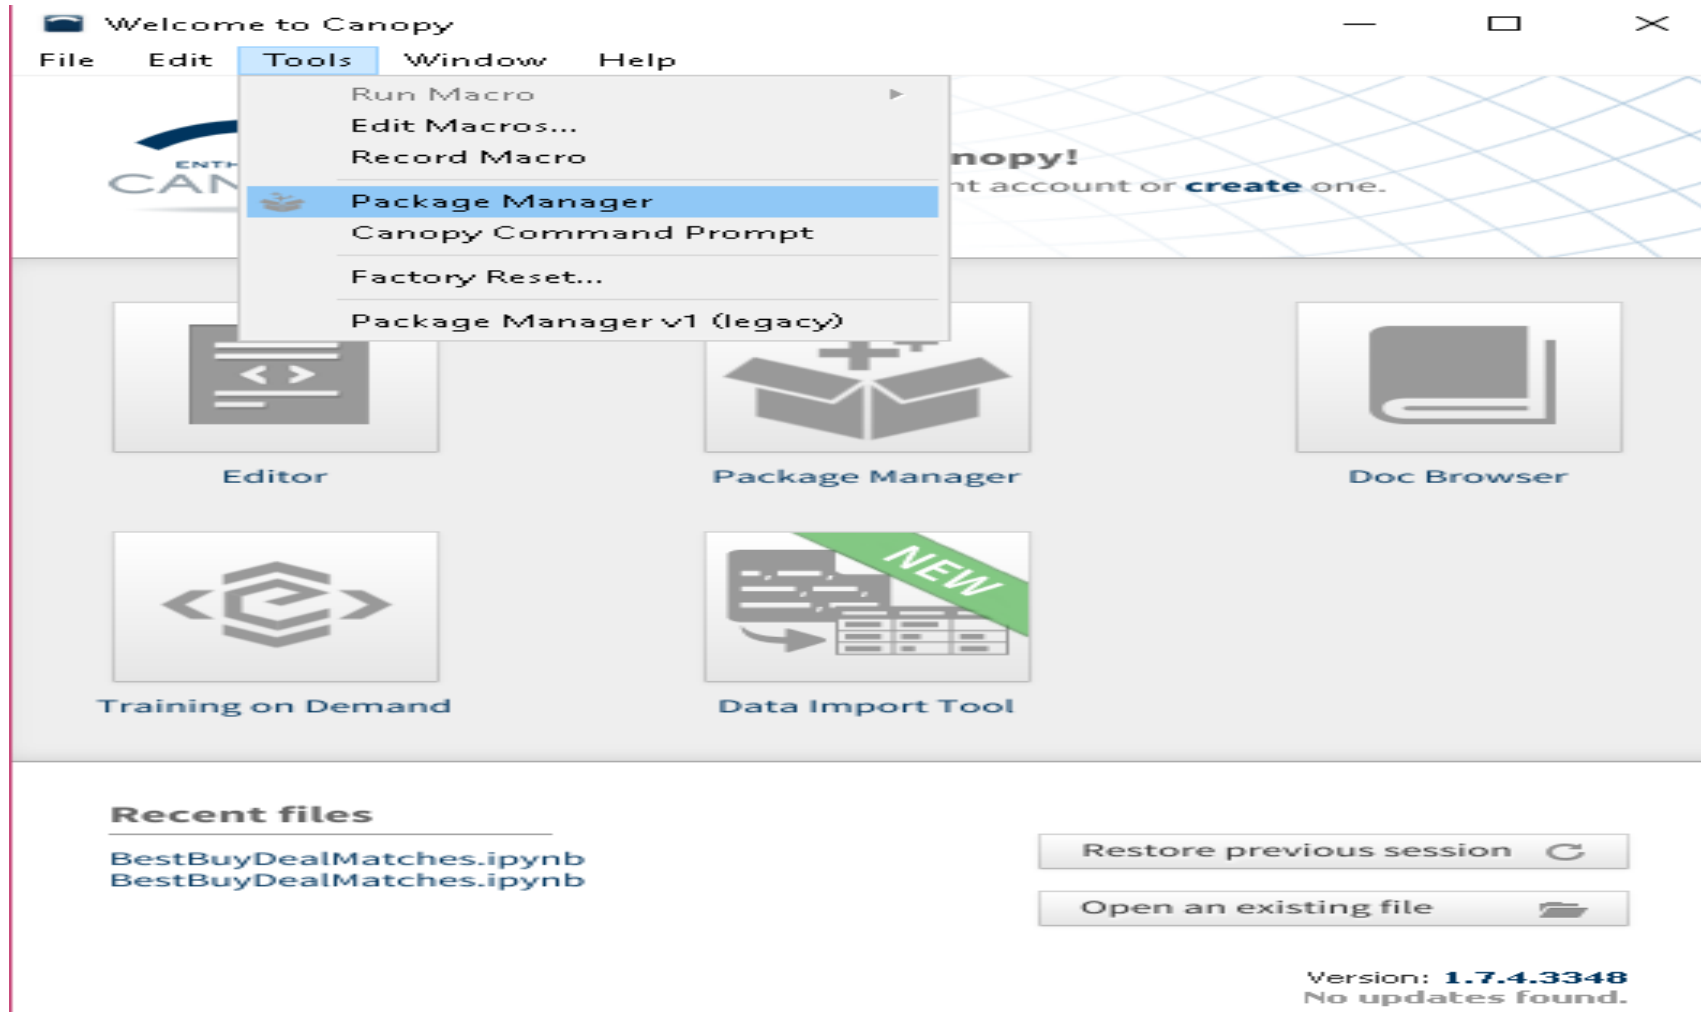 Welcome to Canopy
File Edit Tools Window Help
Run Macro
Edit Macros...
Record Macro
Package Manager
Canopy Command Prompt
Factory Reset...
Package Manager v1 (legacy)
ENTH
CAN
nopy!
nt account or create one.
Editor
Package Manager
Doc Browser
NEW
Training on Demand
Data Import Tool
Recent files
BestBuyDealMatches.ipynb
BestBuyDealMatches.ipynb
Restore previous session
Open an existing file
Version: 1.7.4.3348
No updates found.